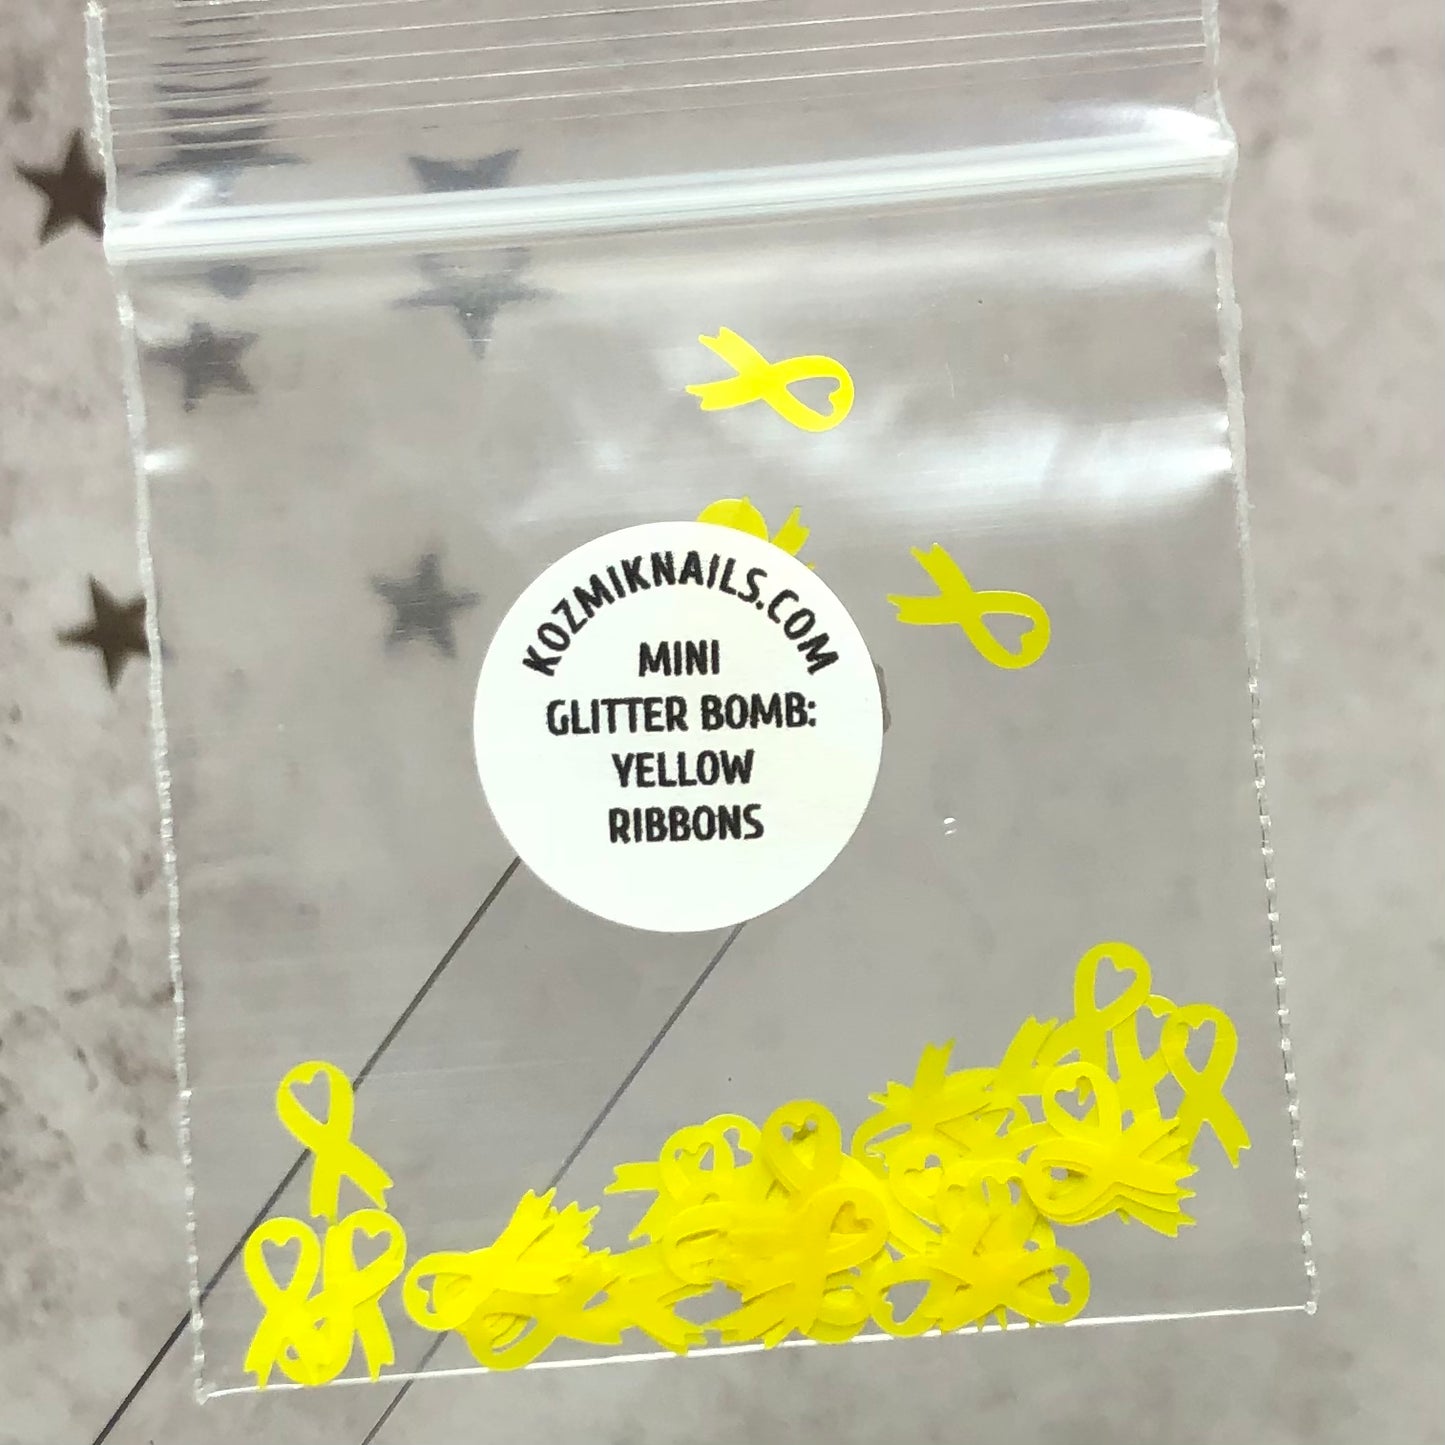 KOZMIKNAILS.COM
MINI
GLITTER BOMB:
YELLOW
RIBBONS